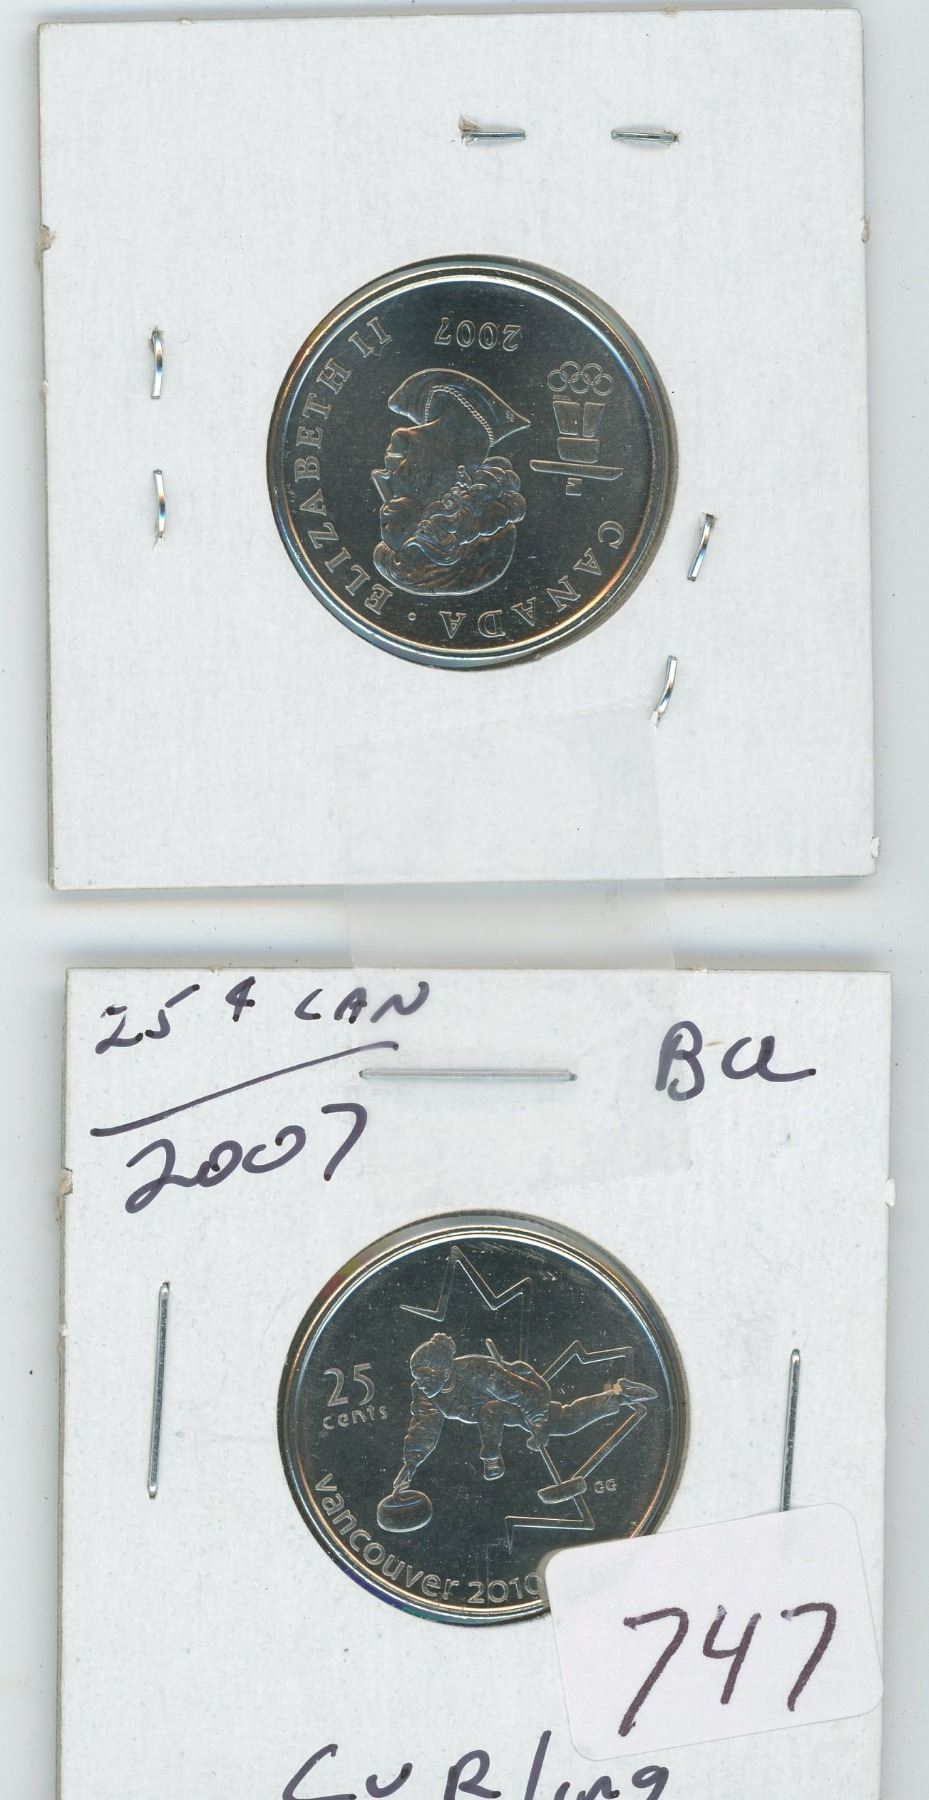 2007
CANADA · ELIZABETH II
25 ¢ CAN
BU
2007
25
cents
GG
vancouver 2010
747
CURling